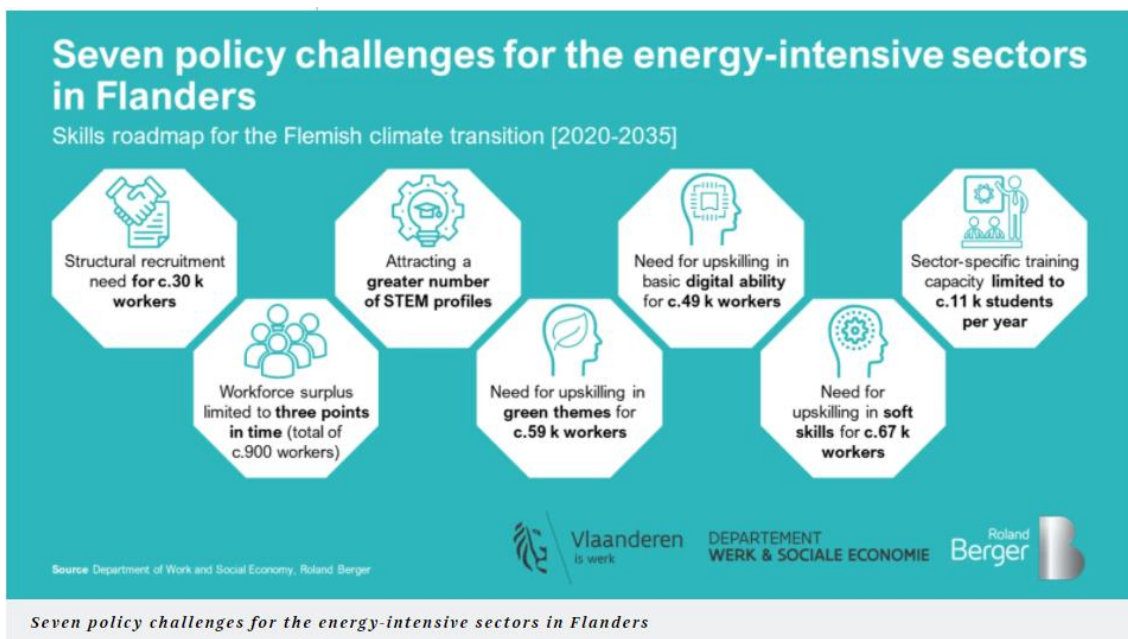 Seven policy challenges for the energy-intensive sectors
in Flanders
Skills roadmap for the Flemish climate transition [2020-2035]
Structural recruitment
need for c.30 k
workers
Workforce surplus
limited to three points
in time (total of
c.900 workers)
Attracting a
greater number
of STEM profiles
Need for upskilling in
green themes for
c.59 k workers
Need for upskilling in
basic digital ability
for c.49 k workers
Need for
upskilling in soft
skills for c.67 k
workers
Sector-specific training
capacity limited to
c.11 k students
per year
Source Department of Work and Social Economy, Roland Berger
Vlaanderen
is werk
DEPARTEMENT
WERK & SOCIALE ECONOMIE
Roland
Berger
B
Seven policy challenges for the energy-intensive sectors in Flanders